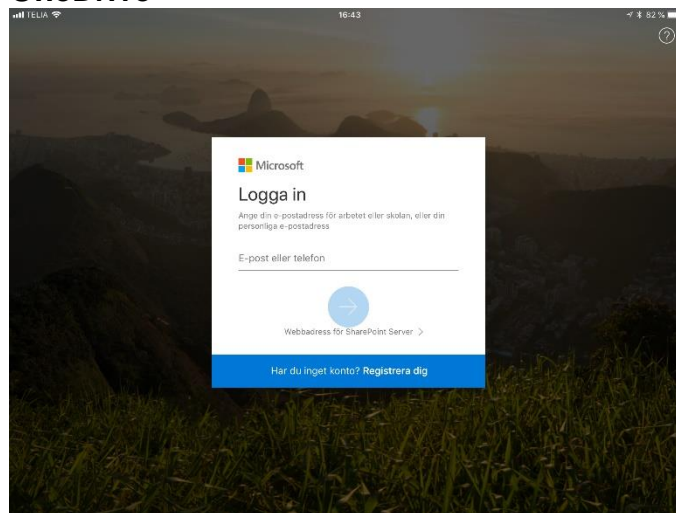 TELIA 16:43 82 %
?
Microsoft
Logga in
Ange din e-postadress för arbetet eller skolan, eller din
personliga e-postadress
E-post eller telefon
Webbadress för SharePoint Server >
Har du inget konto? Registrera dig